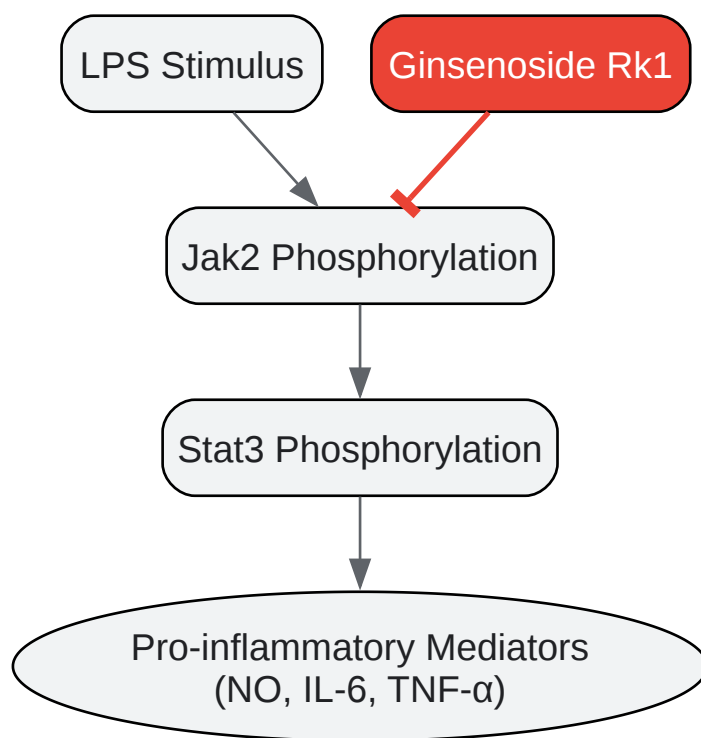 LPS Stimulus
Ginsenoside Rk1
Jak2 Phosphorylation
Stat3 Phosphorylation
Pro-inflammatory Mediators
(NO, IL-6, TNF-α)